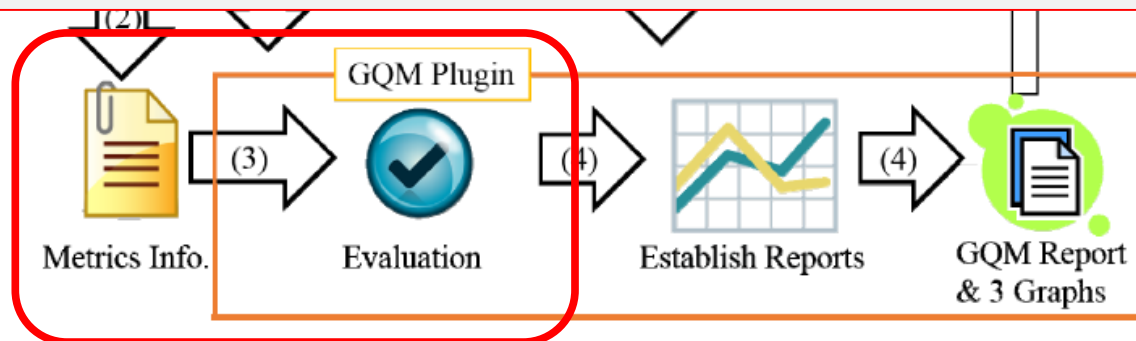 (2)
GQM Plugin
(3)
(4)
(4)
Metrics Info.
Evaluation
Establish Reports
GQM Report
& 3 Graphs